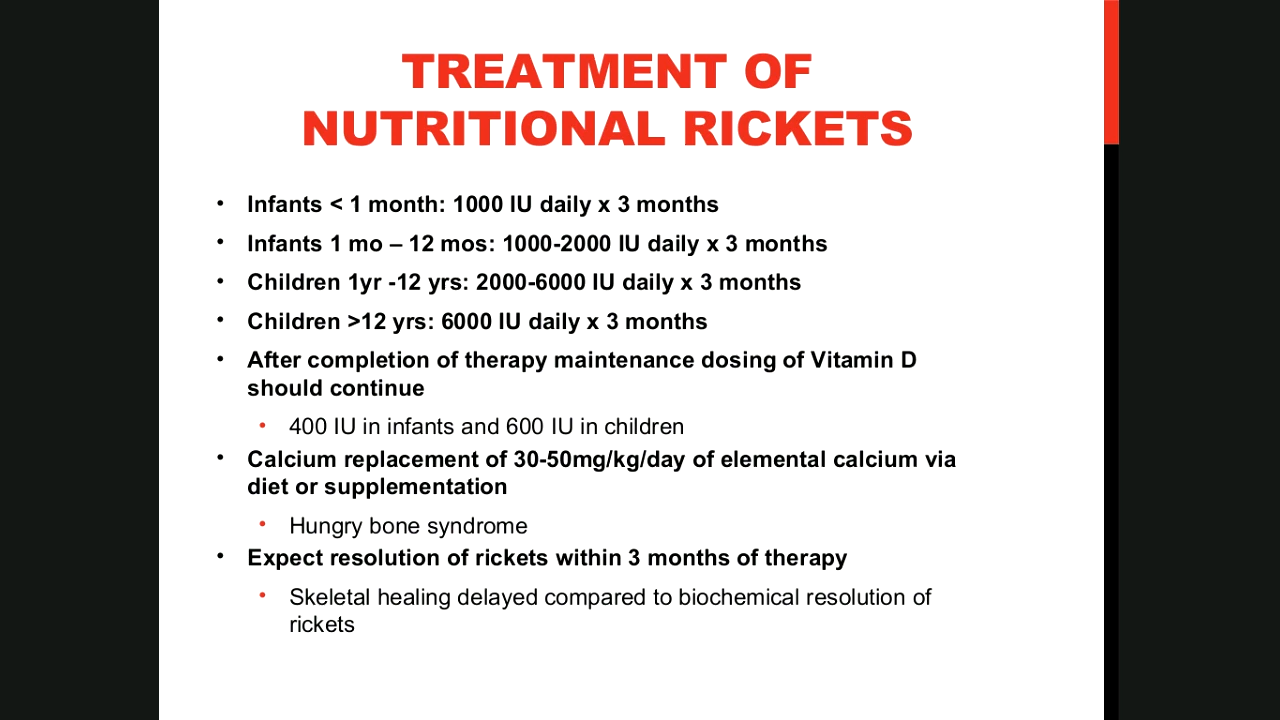 TREATMENT OF
NUTRITIONAL RICKETS
• Infants < 1 month: 1000 IU daily x 3 months
• Infants 1 mo – 12 mos: 1000-2000 IU daily x 3 months
• Children 1yr -12 yrs: 2000-6000 IU daily x 3 months
• Children >12 yrs: 6000 IU daily x 3 months
• After completion of therapy maintenance dosing of Vitamin D
should continue
• 400 IU in infants and 600 IU in children
• Calcium replacement of 30-50mg/kg/day of elemental calcium via
diet or supplementation
• Hungry bone syndrome
• Expect resolution of rickets within 3 months of therapy
• Skeletal healing delayed compared to biochemical resolution of
rickets